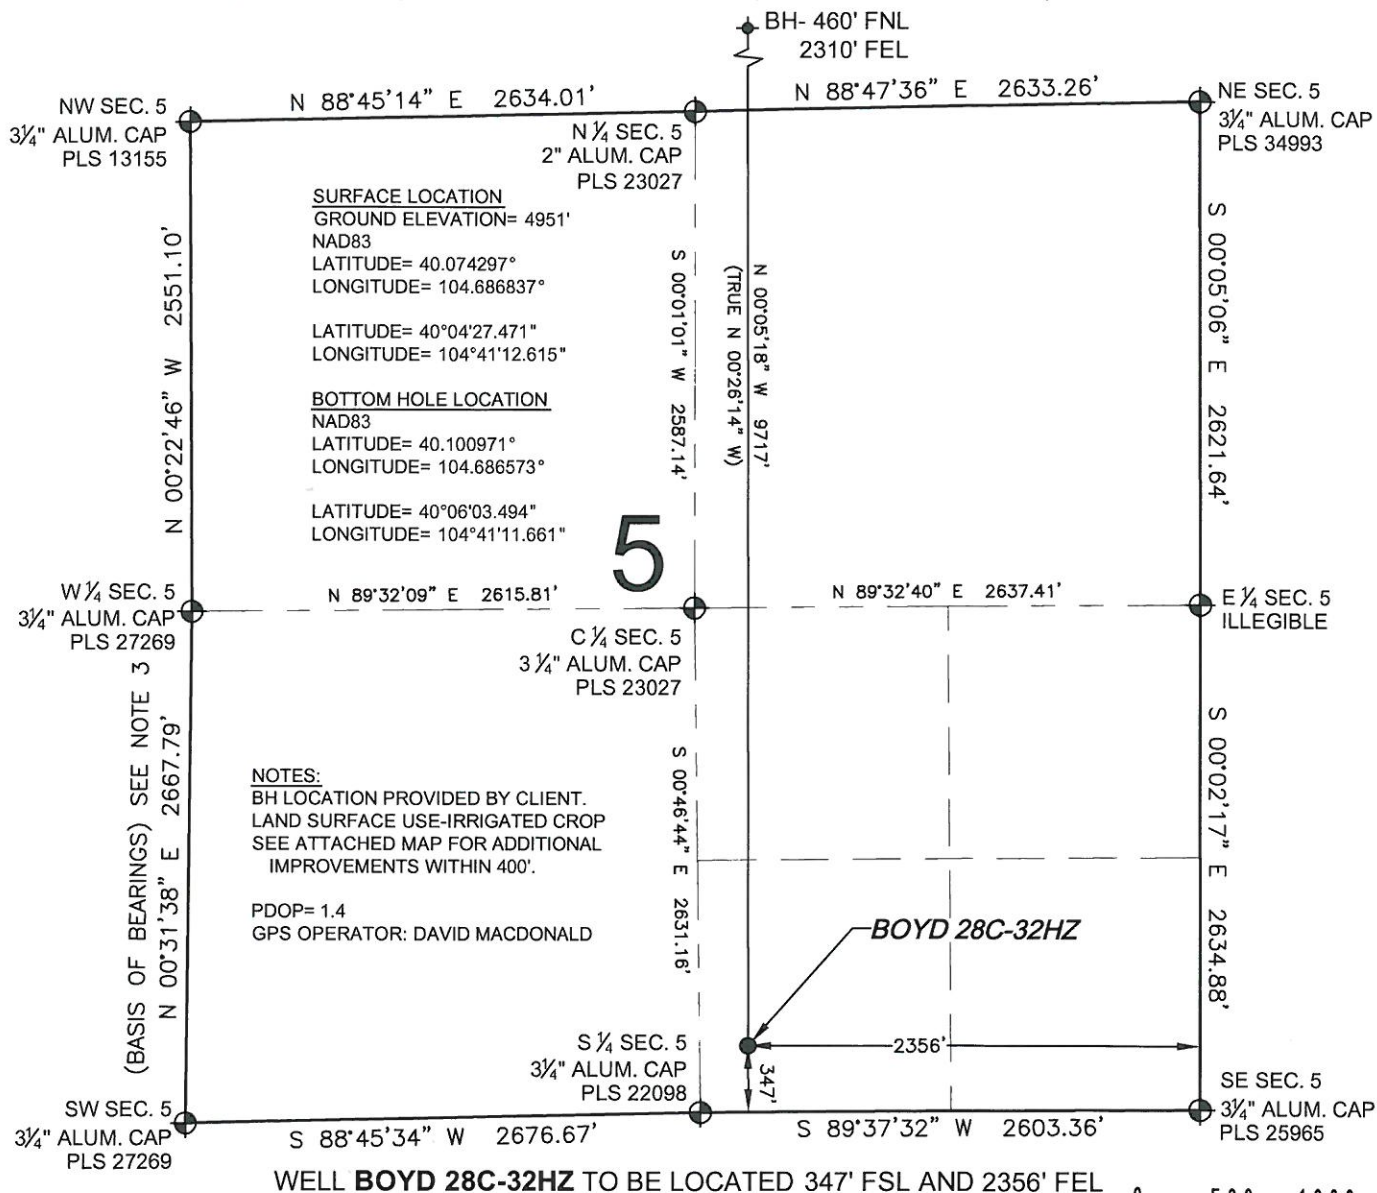 BH- 460' FNL
2310' FEL
N 88°45'14" E 2634.01'
N 88°47'36" E 2633.26'
NW SEC. 5
3¼" ALUM. CAP
PLS 13155
N ¼ SEC. 5
2" ALUM. CAP
PLS 23027
NE SEC. 5
3¼" ALUM. CAP
PLS 34993
SURFACE LOCATION
GROUND ELEVATION= 4951'
NAD83
LATITUDE= 40.074297°
LONGITUDE= 104.686837°
LATITUDE= 40°04'27.471"
LONGITUDE= 104°41'12.615"
BOTTOM HOLE LOCATION
NAD83
LATITUDE= 40.100971°
LONGITUDE= 104.686573°
LATITUDE= 40°06'03.494"
LONGITUDE= 104°41'11.661"
N 00°22'46" W 2551.10'
S 00°01'01" W 2587.14'
N 00°05'18" W 9717'
(TRUE N 00°26'14" W)
S 00°05'06" E 2621.64'
5
W ¼ SEC. 5
3¼" ALUM. CAP
PLS 27269
N 89°32'09" E 2615.81'
N 89°32'40" E 2637.41'
C ¼ SEC. 5
3 ¼" ALUM. CAP
PLS 23027
E ¼ SEC. 5
ILLEGIBLE
(BASIS OF BEARINGS) SEE NOTE 3
N 00°31'38" E 2667.79'
NOTES:
BH LOCATION PROVIDED BY CLIENT.
LAND SURFACE USE-IRRIGATED CROP
SEE ATTACHED MAP FOR ADDITIONAL
IMPROVEMENTS WITHIN 400'.
PDOP= 1.4
GPS OPERATOR: DAVID MACDONALD
S 00°46'44" E 2631.16'
S 00°02'17" E 2634.88'
BOYD 28C-32HZ
2356'
347'
S ¼ SEC. 5
3¼" ALUM. CAP
PLS 22098
SW SEC. 5
3¼" ALUM. CAP
PLS 27269
SE SEC. 5
3¼" ALUM. CAP
PLS 25965
S 88°45'34" W 2676.67'
S 89°37'32" W 2603.36'
WELL BOYD 28C-32HZ TO BE LOCATED 347' FSL AND 2356' FEL